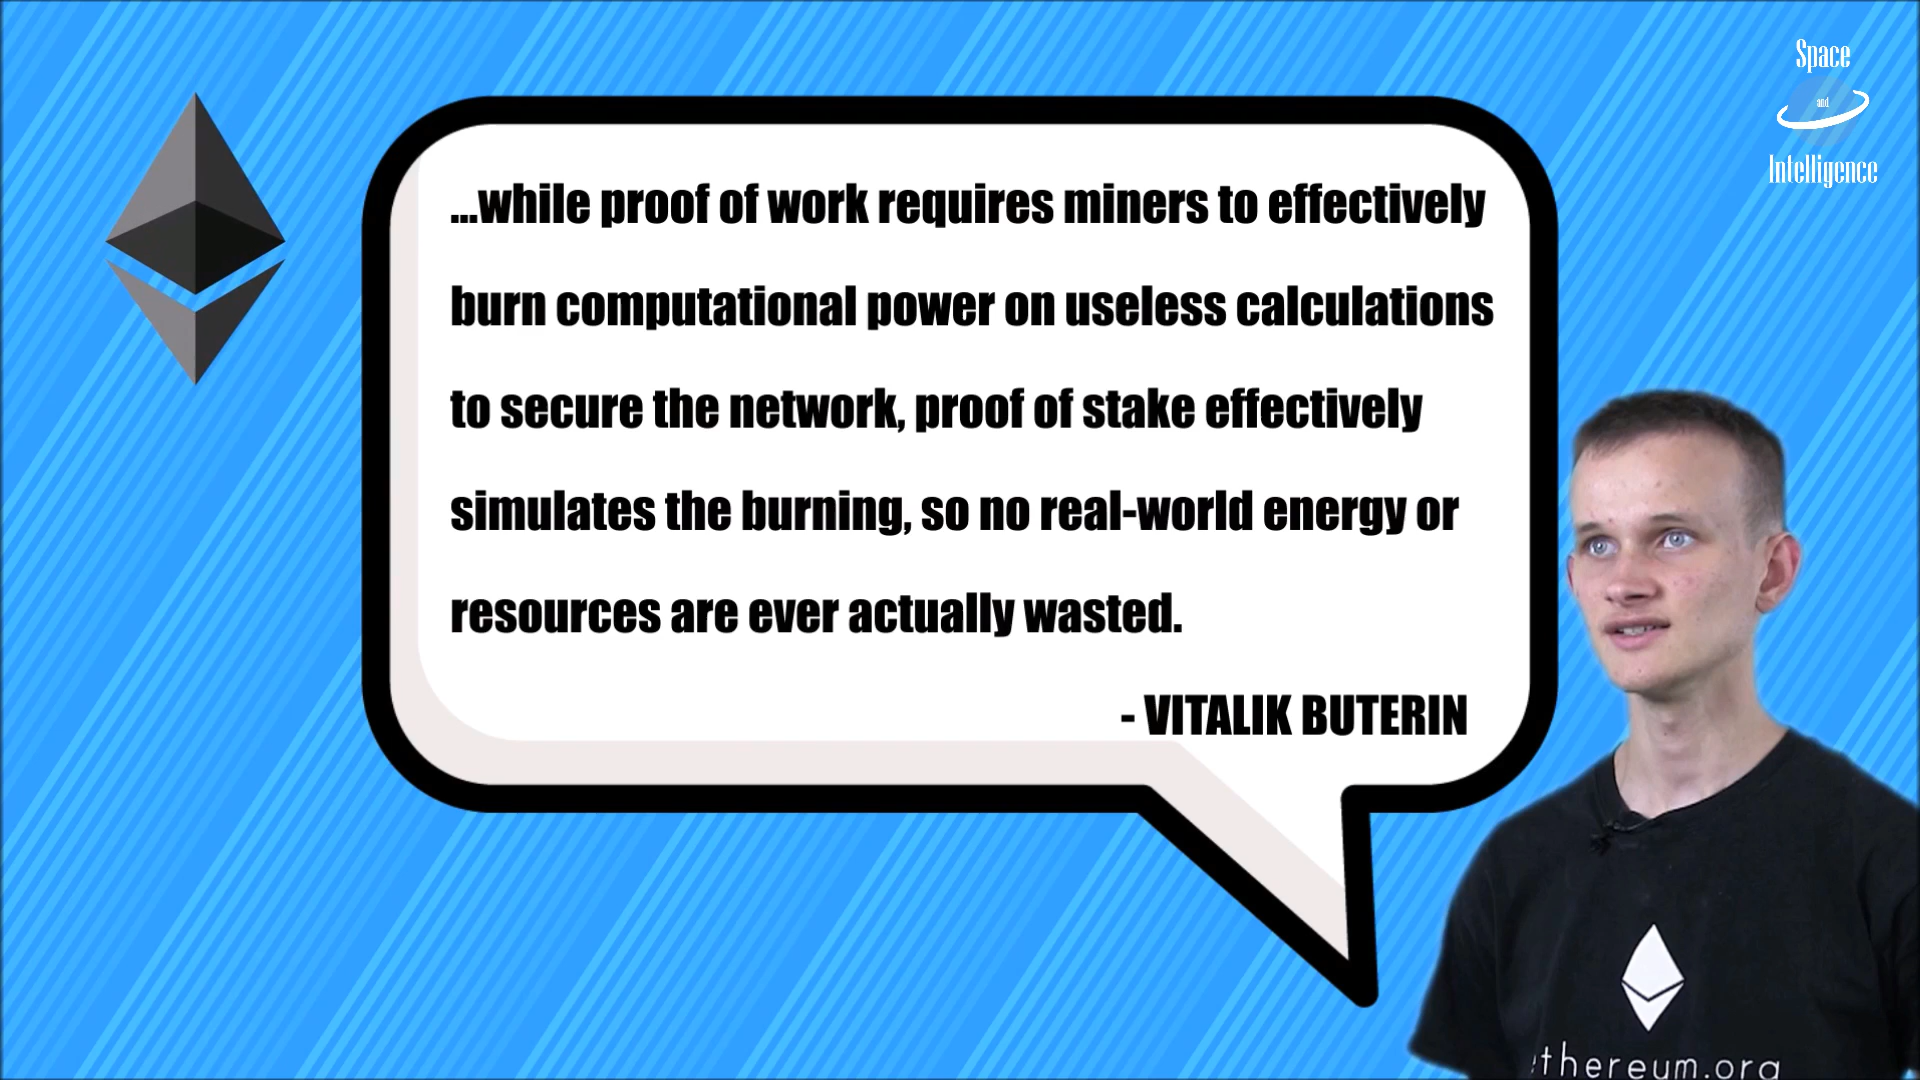 Space
and
Intelligence
...while proof of work requires miners to effectively
burn computational power on useless calculations
to secure the network, proof of stake effectively
simulates the burning, so no real-world energy or
resources are ever actually wasted.
- VITALIK BUTERIN
thereum.org